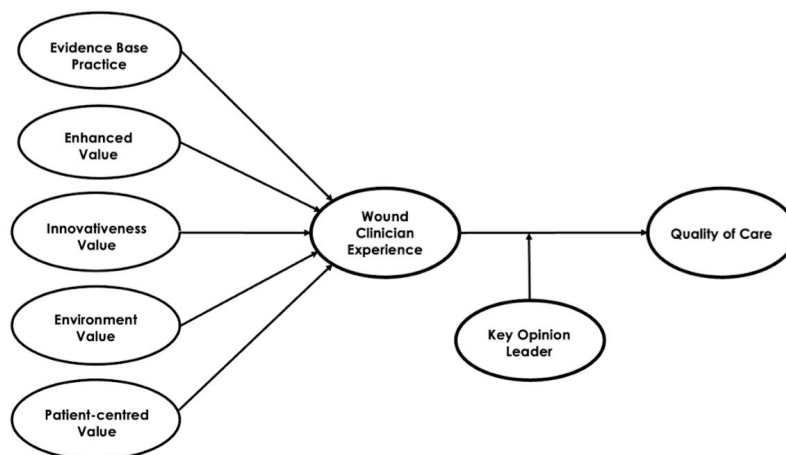 Evidence Base
Practice
Enhanced
Value
Innovativeness
Value
Environment
Value
Patient-centred
Value
Wound
Clinician
Experience
Key Opinion
Leader
Quality of Care